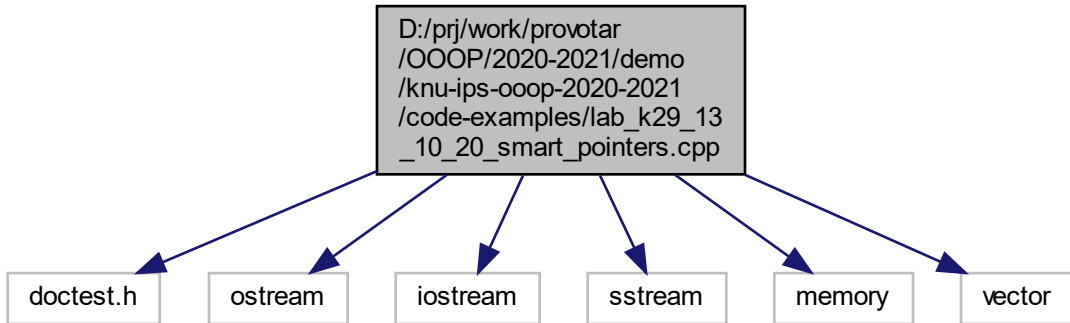 D:/prj/work/provotar
/OOOP/2020-2021/demo
/knu-ips-ooop-2020-2021
/code-examples/lab_k29_13
_10_20_smart_pointers.cpp
doctest.h
ostream
iostream
sstream
memory
vector